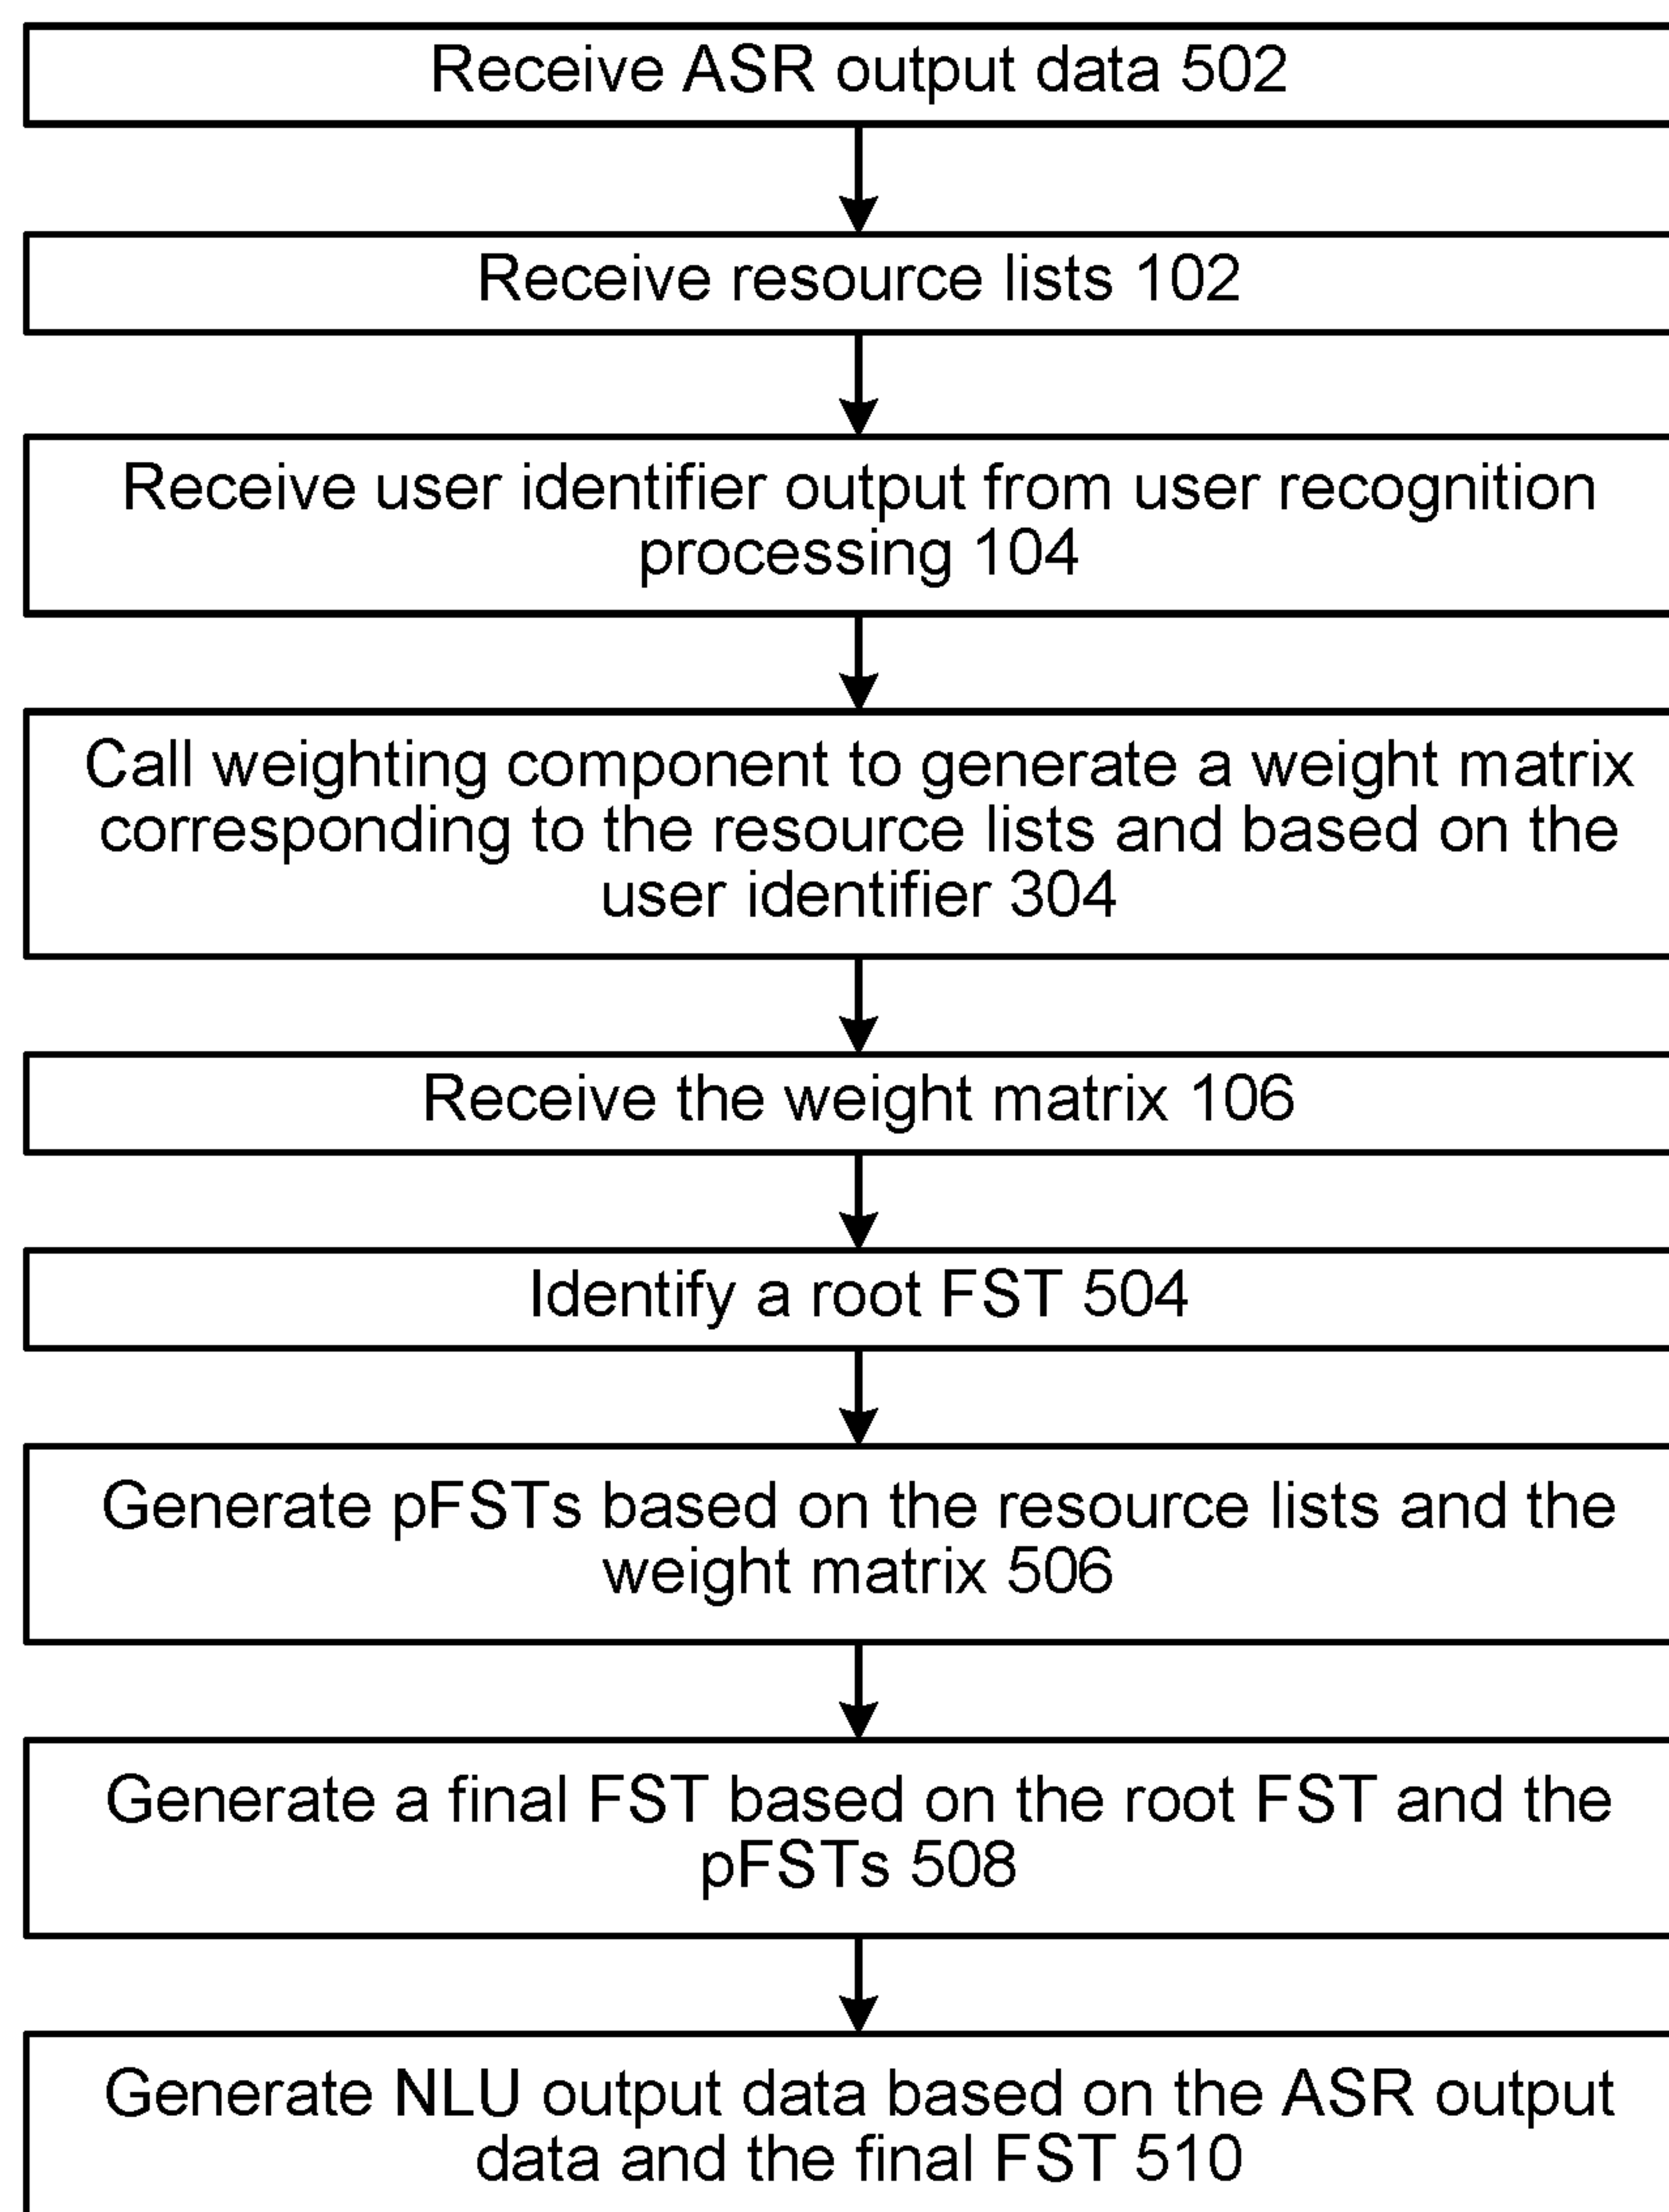 Receive ASR output data 502
Receive resource lists 102
Receive user identifier output from user recognition
processing 104
Call weighting component to generate a weight matrix
corresponding to the resource lists and based on the
user identifier 304
Receive the weight matrix 106
Identify a root FST 504
Generate pFSTs based on the resource lists and the
weight matrix 506
Generate a final FST based on the root FST and the
pFSTs 508
Generate NLU output data based on the ASR output
data and the final FST 510